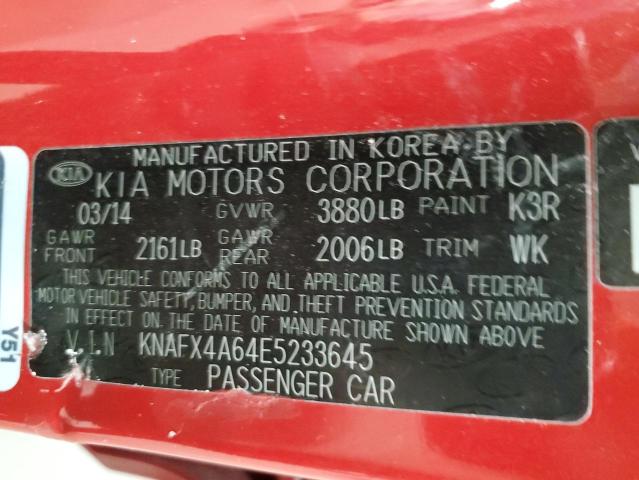 MANUFACTURED IN KOREA BY
KIA KIA MOTORS CORPORATION
03/14 GVWR 3880LB PAINT K3R
GAWR FRONT 2161LB GAWR REAR 2006LB TRIM WK
THIS VEHICLE CONFORMS TO ALL APPLICABLE U.S.A. FEDERAL
MOTOR VEHICLE SAFETY, BUMPER, AND THEFT PREVENTION STANDARDS
IN EFFECT ON THE DATE OF MANUFACTURE SHOWN ABOVE
V.I.N KNAFX4A64E5233645
TYPE PASSENGER CAR
Y51